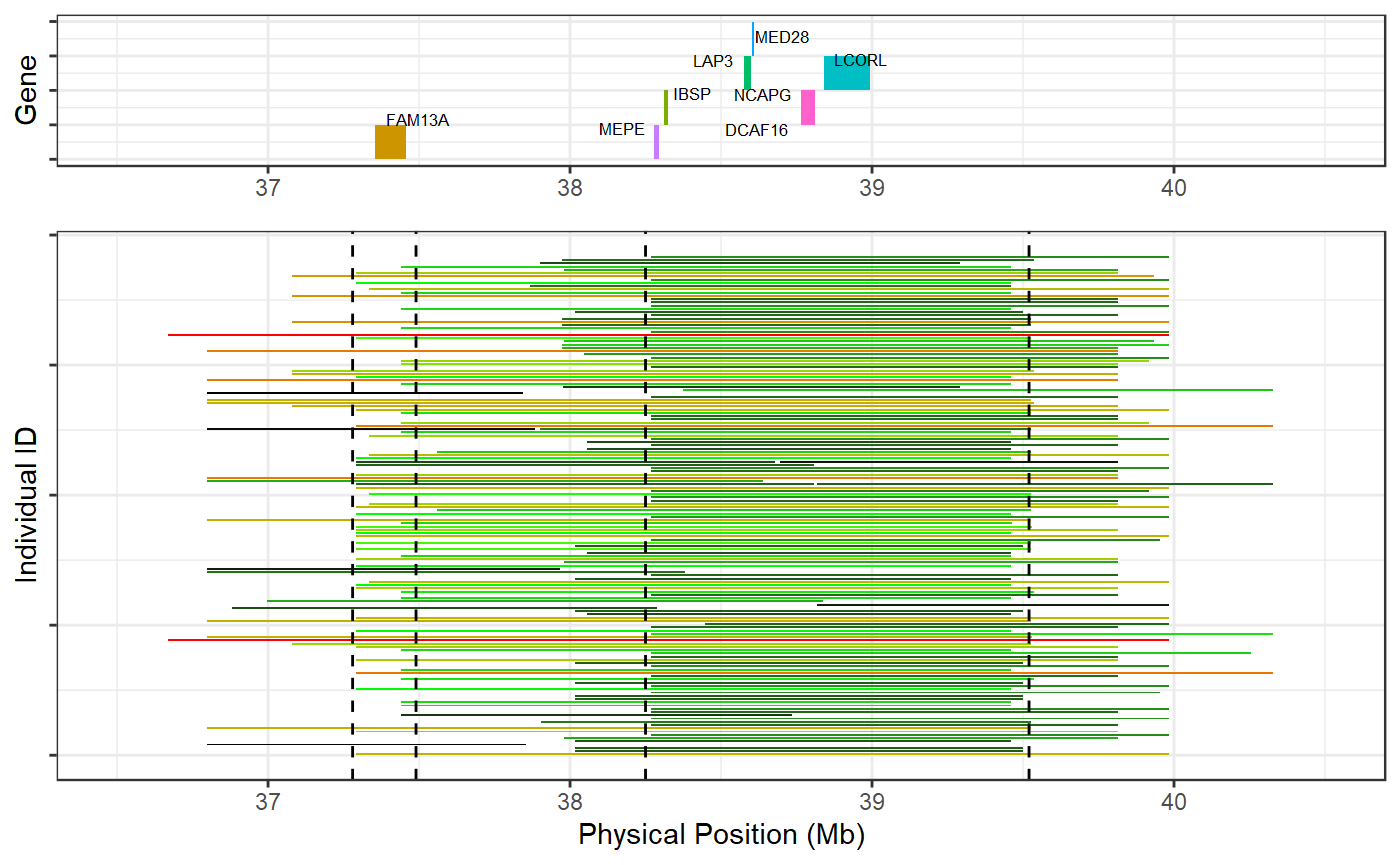 MED28
LAP3
LCORL
IBSP
NCAPG
FAM13A
MEPE
DCAF16
Gene
37
38
39
40
Individual ID
37
38
39
40
Physical Position (Mb)